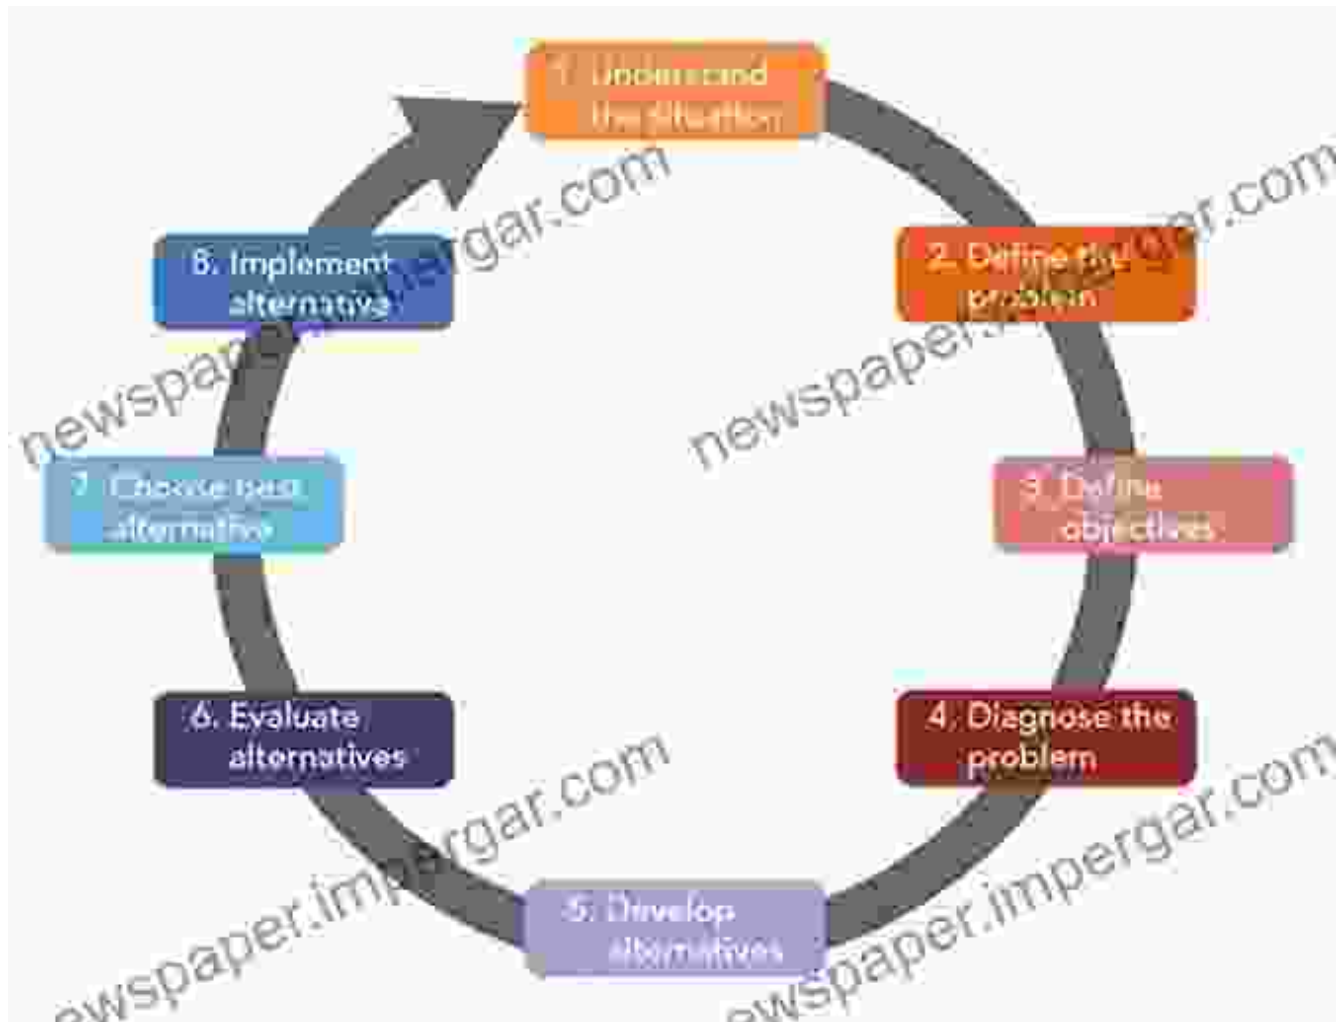 1. Understand
the situation
2. Define the
problem
3. Define
objectives
4. Diagnose the
problem
5. Develop
alternatives
6. Evaluate
alternatives
7. Choose best
alternative
8. Implement
alternative
newspaper.impergar.com
newspaper.impergar.com
newspaper.impergar.com
newspaper.impergar.com